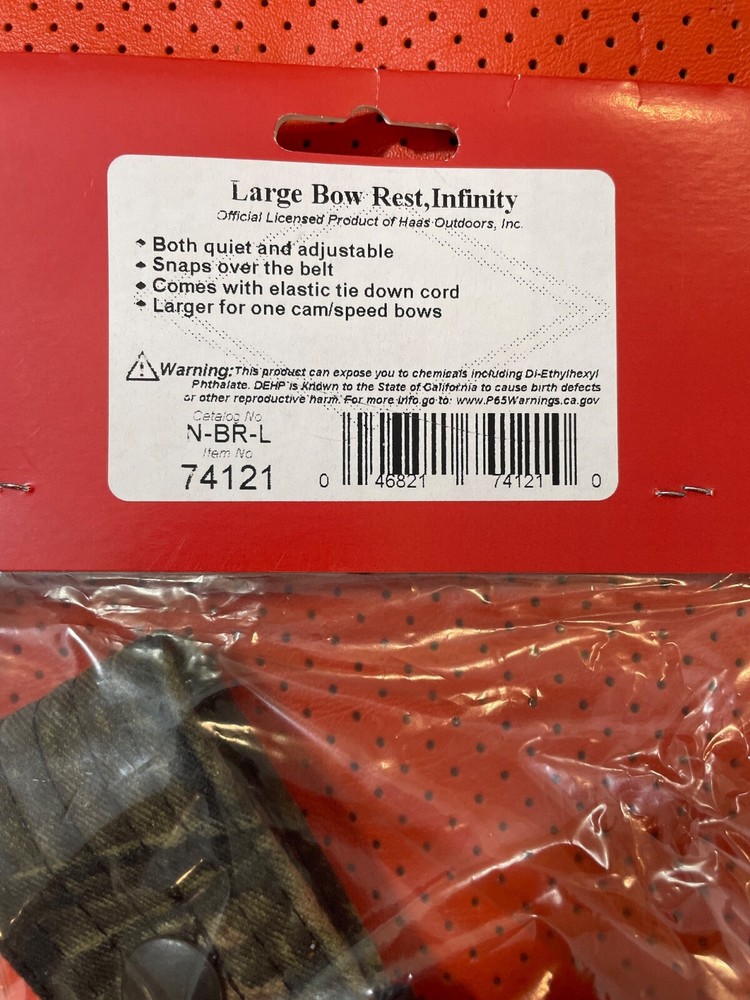 Large Bow Rest,Infinity
Official Licensed Product of Haas Outdoors, Inc.
Both quiet and adjustable
Snaps over the belt
Comes with elastic tie down cord
Larger for one cam/speed bows
Warning: This product can expose you to chemicals including Di-Ethylhexyl
Phthalate. DEHP is known to the State of California to cause birth defects
or other reproductive harm. For more info go to: www.P65Warnings.ca.gov
Catalog No
N-BR-L
Item No
74121
0 46821 74121 0